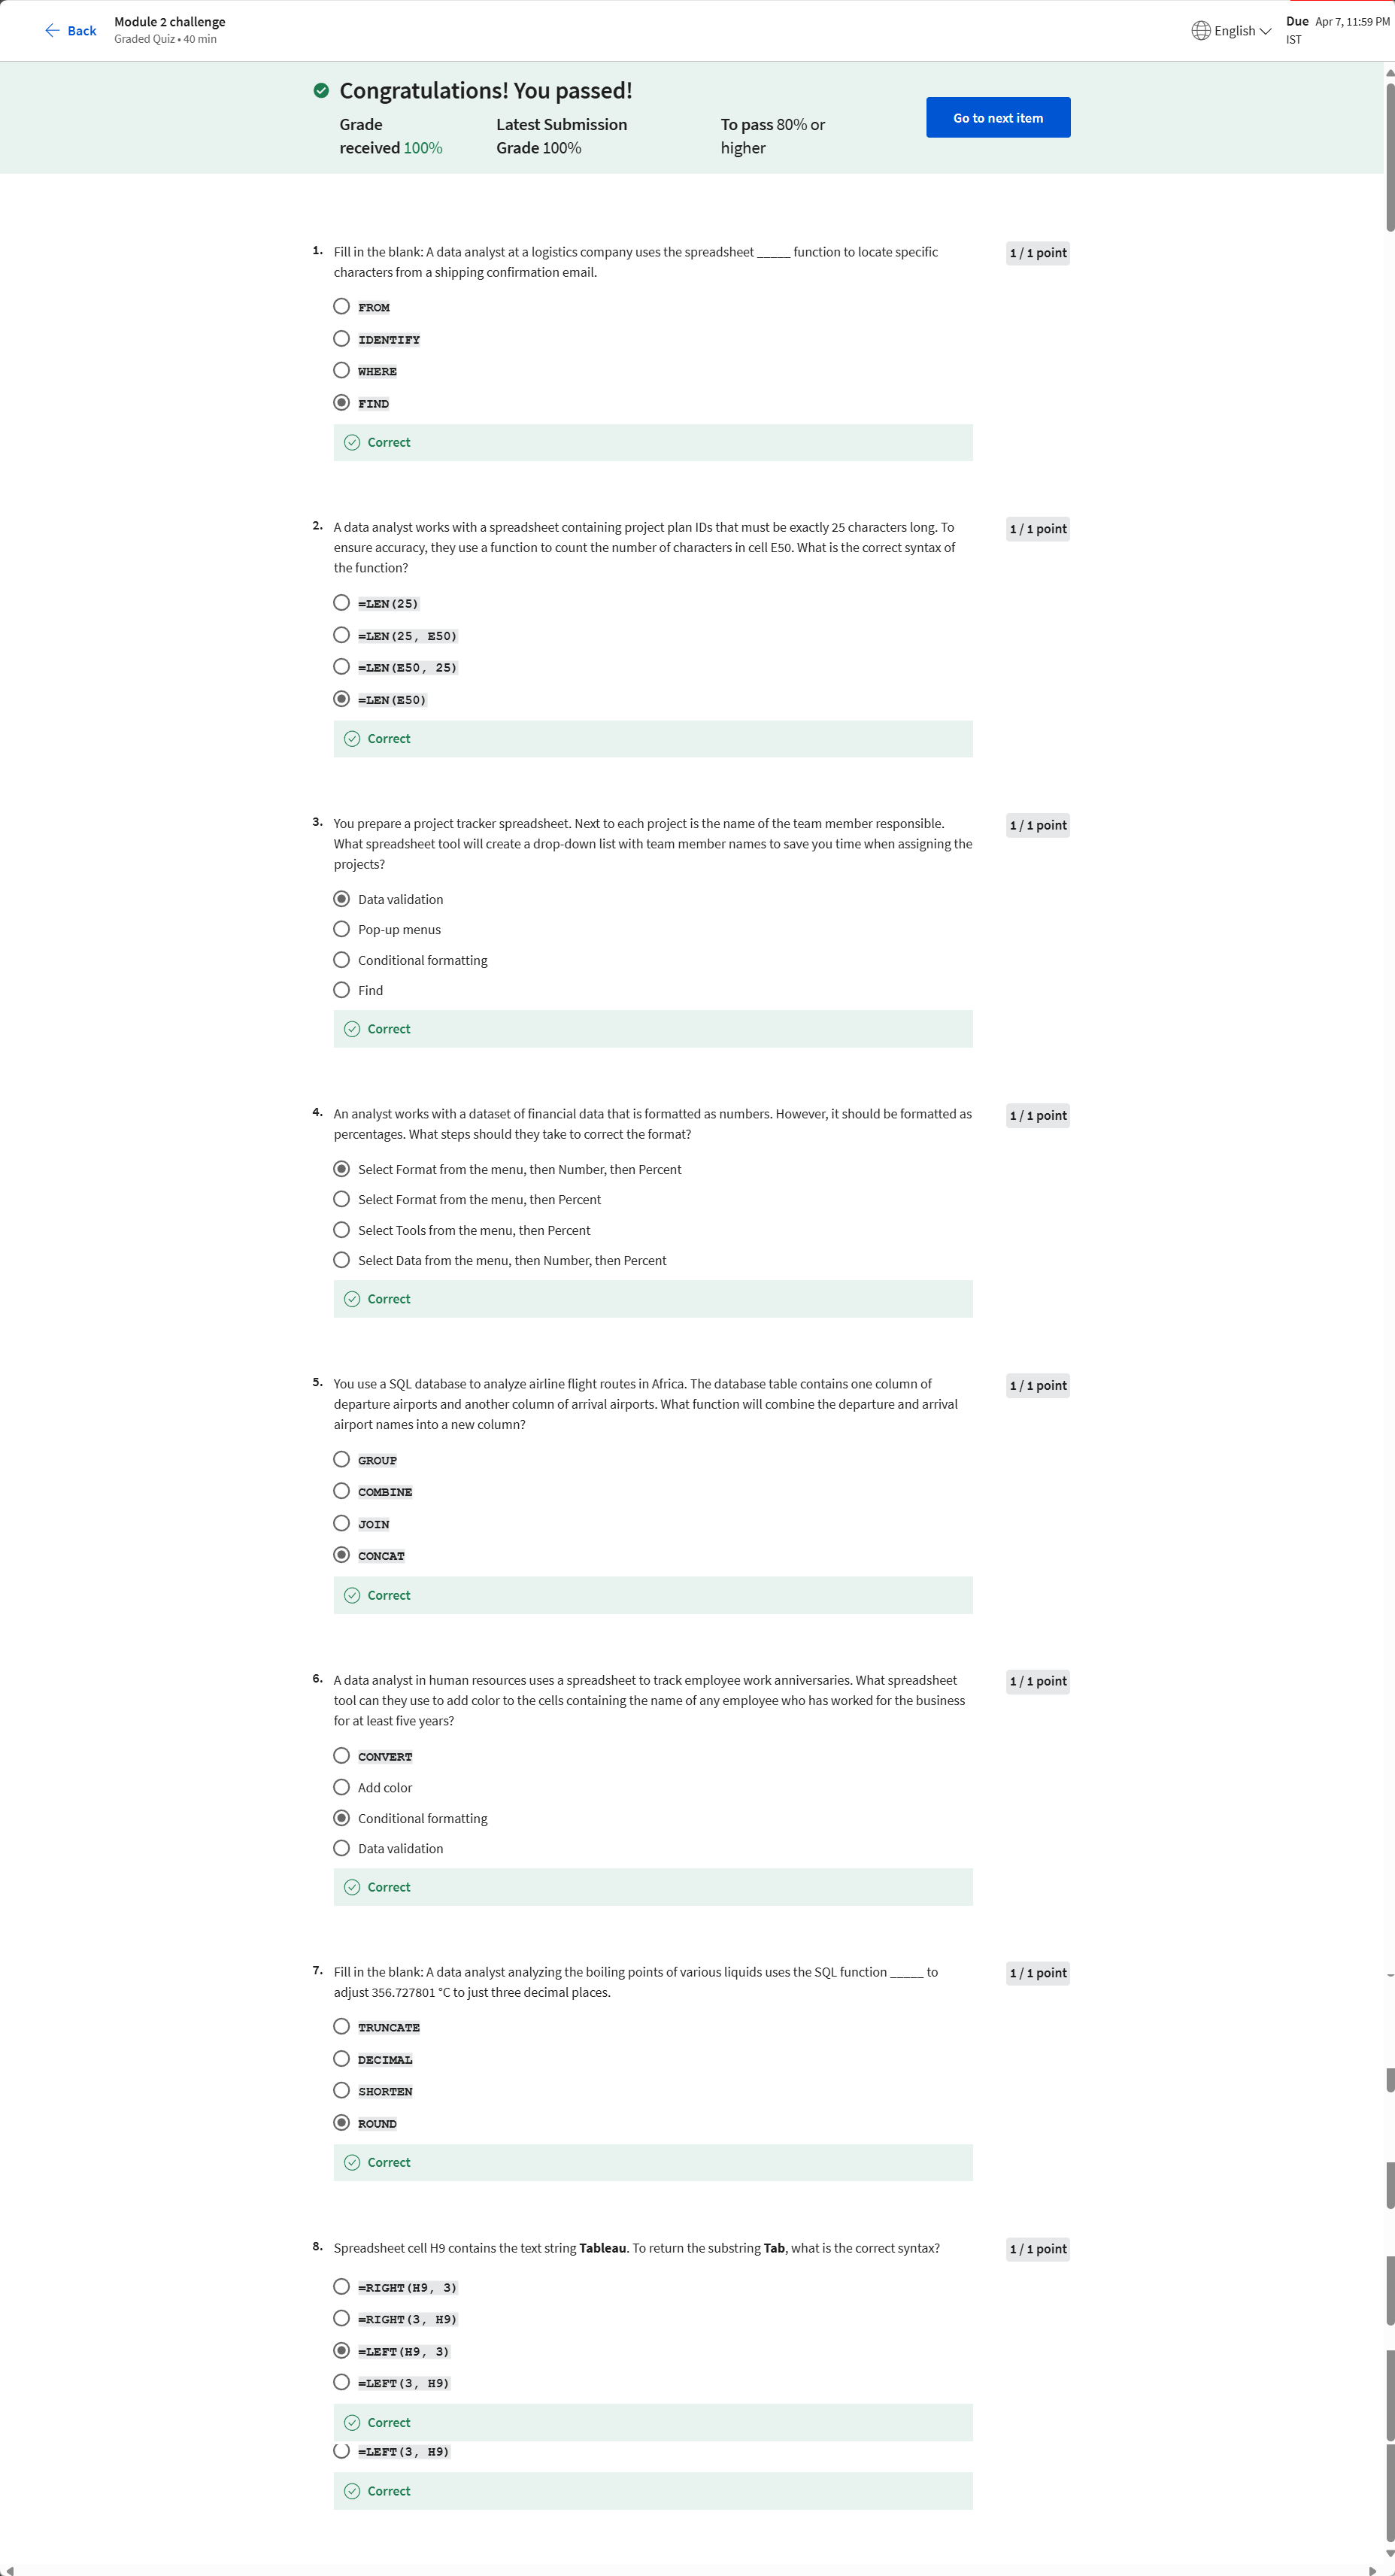 Back
Module 2 challenge
Graded Quiz • 40 min
English
Due Apr 7, 11:59 PM
IST
Congratulations! You passed!
Grade
received 100%
Latest Submission
Grade 100%
To pass 80% or
higher
Go to next item
1. Fill in the blank: A data analyst at a logistics company uses the spreadsheet _____ function to locate specific
characters from a shipping confirmation email.
1 / 1 point
FROM
IDENTIFY
WHERE
FIND
Correct
2. A data analyst works with a spreadsheet containing project plan IDs that must be exactly 25 characters long. To
ensure accuracy, they use a function to count the number of characters in cell E50. What is the correct syntax of
the function?
1 / 1 point
=LEN(25)
=LEN(25, E50)
=LEN(E50, 25)
=LEN(E50)
Correct
3. You prepare a project tracker spreadsheet. Next to each project is the name of the team member responsible.
What spreadsheet tool will create a drop-down list with team member names to save you time when assigning the
projects?
1 / 1 point
Data validation
Pop-up menus
Conditional formatting
Find
Correct
4. An analyst works with a dataset of financial data that is formatted as numbers. However, it should be formatted as
percentages. What steps should they take to correct the format?
1 / 1 point
Select Format from the menu, then Number, then Percent
Select Format from the menu, then Percent
Select Tools from the menu, then Percent
Select Data from the menu, then Number, then Percent
Correct
5. You use a SQL database to analyze airline flight routes in Africa. The database table contains one column of
departure airports and another column of arrival airports. What function will combine the departure and arrival
airport names into a new column?
1 / 1 point
GROUP
COMBINE
JOIN
CONCAT
Correct
6. A data analyst in human resources uses a spreadsheet to track employee work anniversaries. What spreadsheet
tool can they use to add color to the cells containing the name of any employee who has worked for the business
for at least five years?
1 / 1 point
CONVERT
Add color
Conditional formatting
Data validation
Correct
7. Fill in the blank: A data analyst analyzing the boiling points of various liquids uses the SQL function _____ to
adjust 356.727801 °C to just three decimal places.
1 / 1 point
TRUNCATE
DECIMAL
SHORTEN
ROUND
Correct
8. Spreadsheet cell H9 contains the text string Tableau. To return the substring Tab, what is the correct syntax?
1 / 1 point
=RIGHT(H9, 3)
=RIGHT(3, H9)
=LEFT(H9, 3)
=LEFT(3, H9)
Correct
=LEFT(3, H9)
Correct